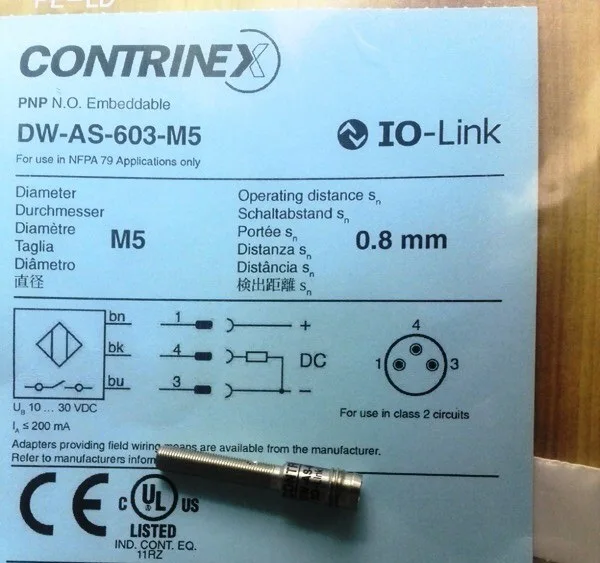 CONTRINEX
PNP N.O. Embeddable
DW-AS-603-M5
IO-Link
For use in NFPA 79 Applications only
Diameter
Durchmesser
Diamètre
Taglia
Diâmetro
直径
M5
Operating distance sn
Schaltabstand sn
Portée sn
Distanza sn
Distância sn
検出距離 sn
0.8 mm
bn 1 +
bk 4 DC
bu 3 −
4
1 3
UB 10 ... 30 VDC
IA ≤ 200 mA
For use in class 2 circuits
Adapters providing field wiring means are available from the manufacturer.
Refer to manufacturers
CE
C UL US
LISTED
IND. CONT. EQ.
11RZ